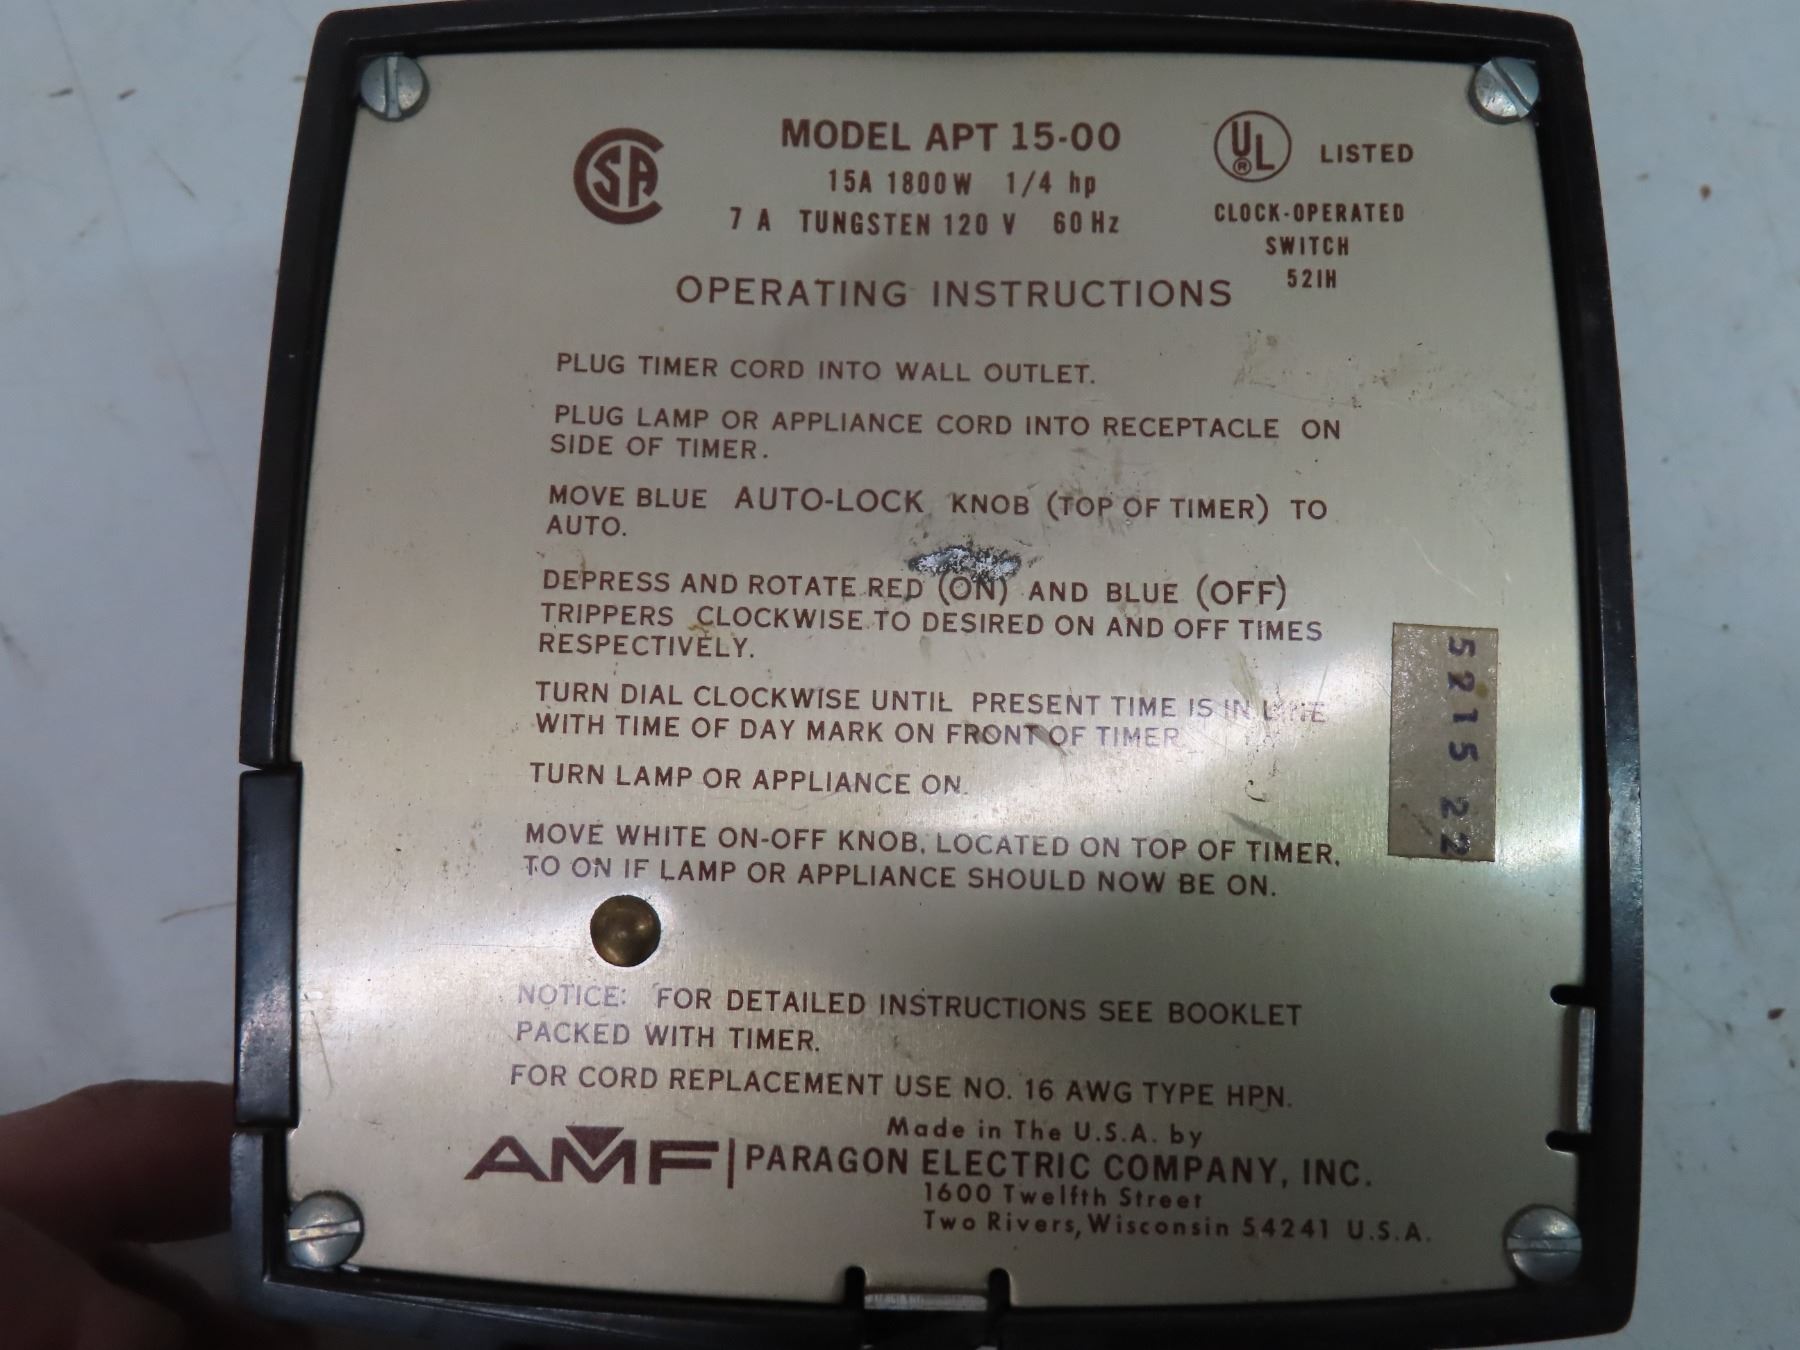 CSA
MODEL APT 15-00
15A 1800W 1/4 hp
7 A TUNGSTEN 120 V 60 Hz
UL ® LISTED
CLOCK-OPERATED
SWITCH
521H
OPERATING INSTRUCTIONS
PLUG TIMER CORD INTO WALL OUTLET.
PLUG LAMP OR APPLIANCE CORD INTO RECEPTACLE ON
SIDE OF TIMER.
MOVE BLUE AUTO-LOCK KNOB (TOP OF TIMER) TO
AUTO.
DEPRESS AND ROTATE RED (ON) AND BLUE (OFF)
TRIPPERS CLOCKWISE TO DESIRED ON AND OFF TIMES
RESPECTIVELY.
TURN DIAL CLOCKWISE UNTIL PRESENT TIME IS IN LINE
WITH TIME OF DAY MARK ON FRONT OF TIMER
TURN LAMP OR APPLIANCE ON.
MOVE WHITE ON-OFF KNOB, LOCATED ON TOP OF TIMER,
TO ON IF LAMP OR APPLIANCE SHOULD NOW BE ON.
5215 22
NOTICE: FOR DETAILED INSTRUCTIONS SEE BOOKLET
PACKED WITH TIMER.
FOR CORD REPLACEMENT USE NO. 16 AWG TYPE HPN.
Made in The U.S.A. by
AMF | PARAGON ELECTRIC COMPANY, INC.
1600 Twelfth Street
Two Rivers, Wisconsin 54241 U.S.A.